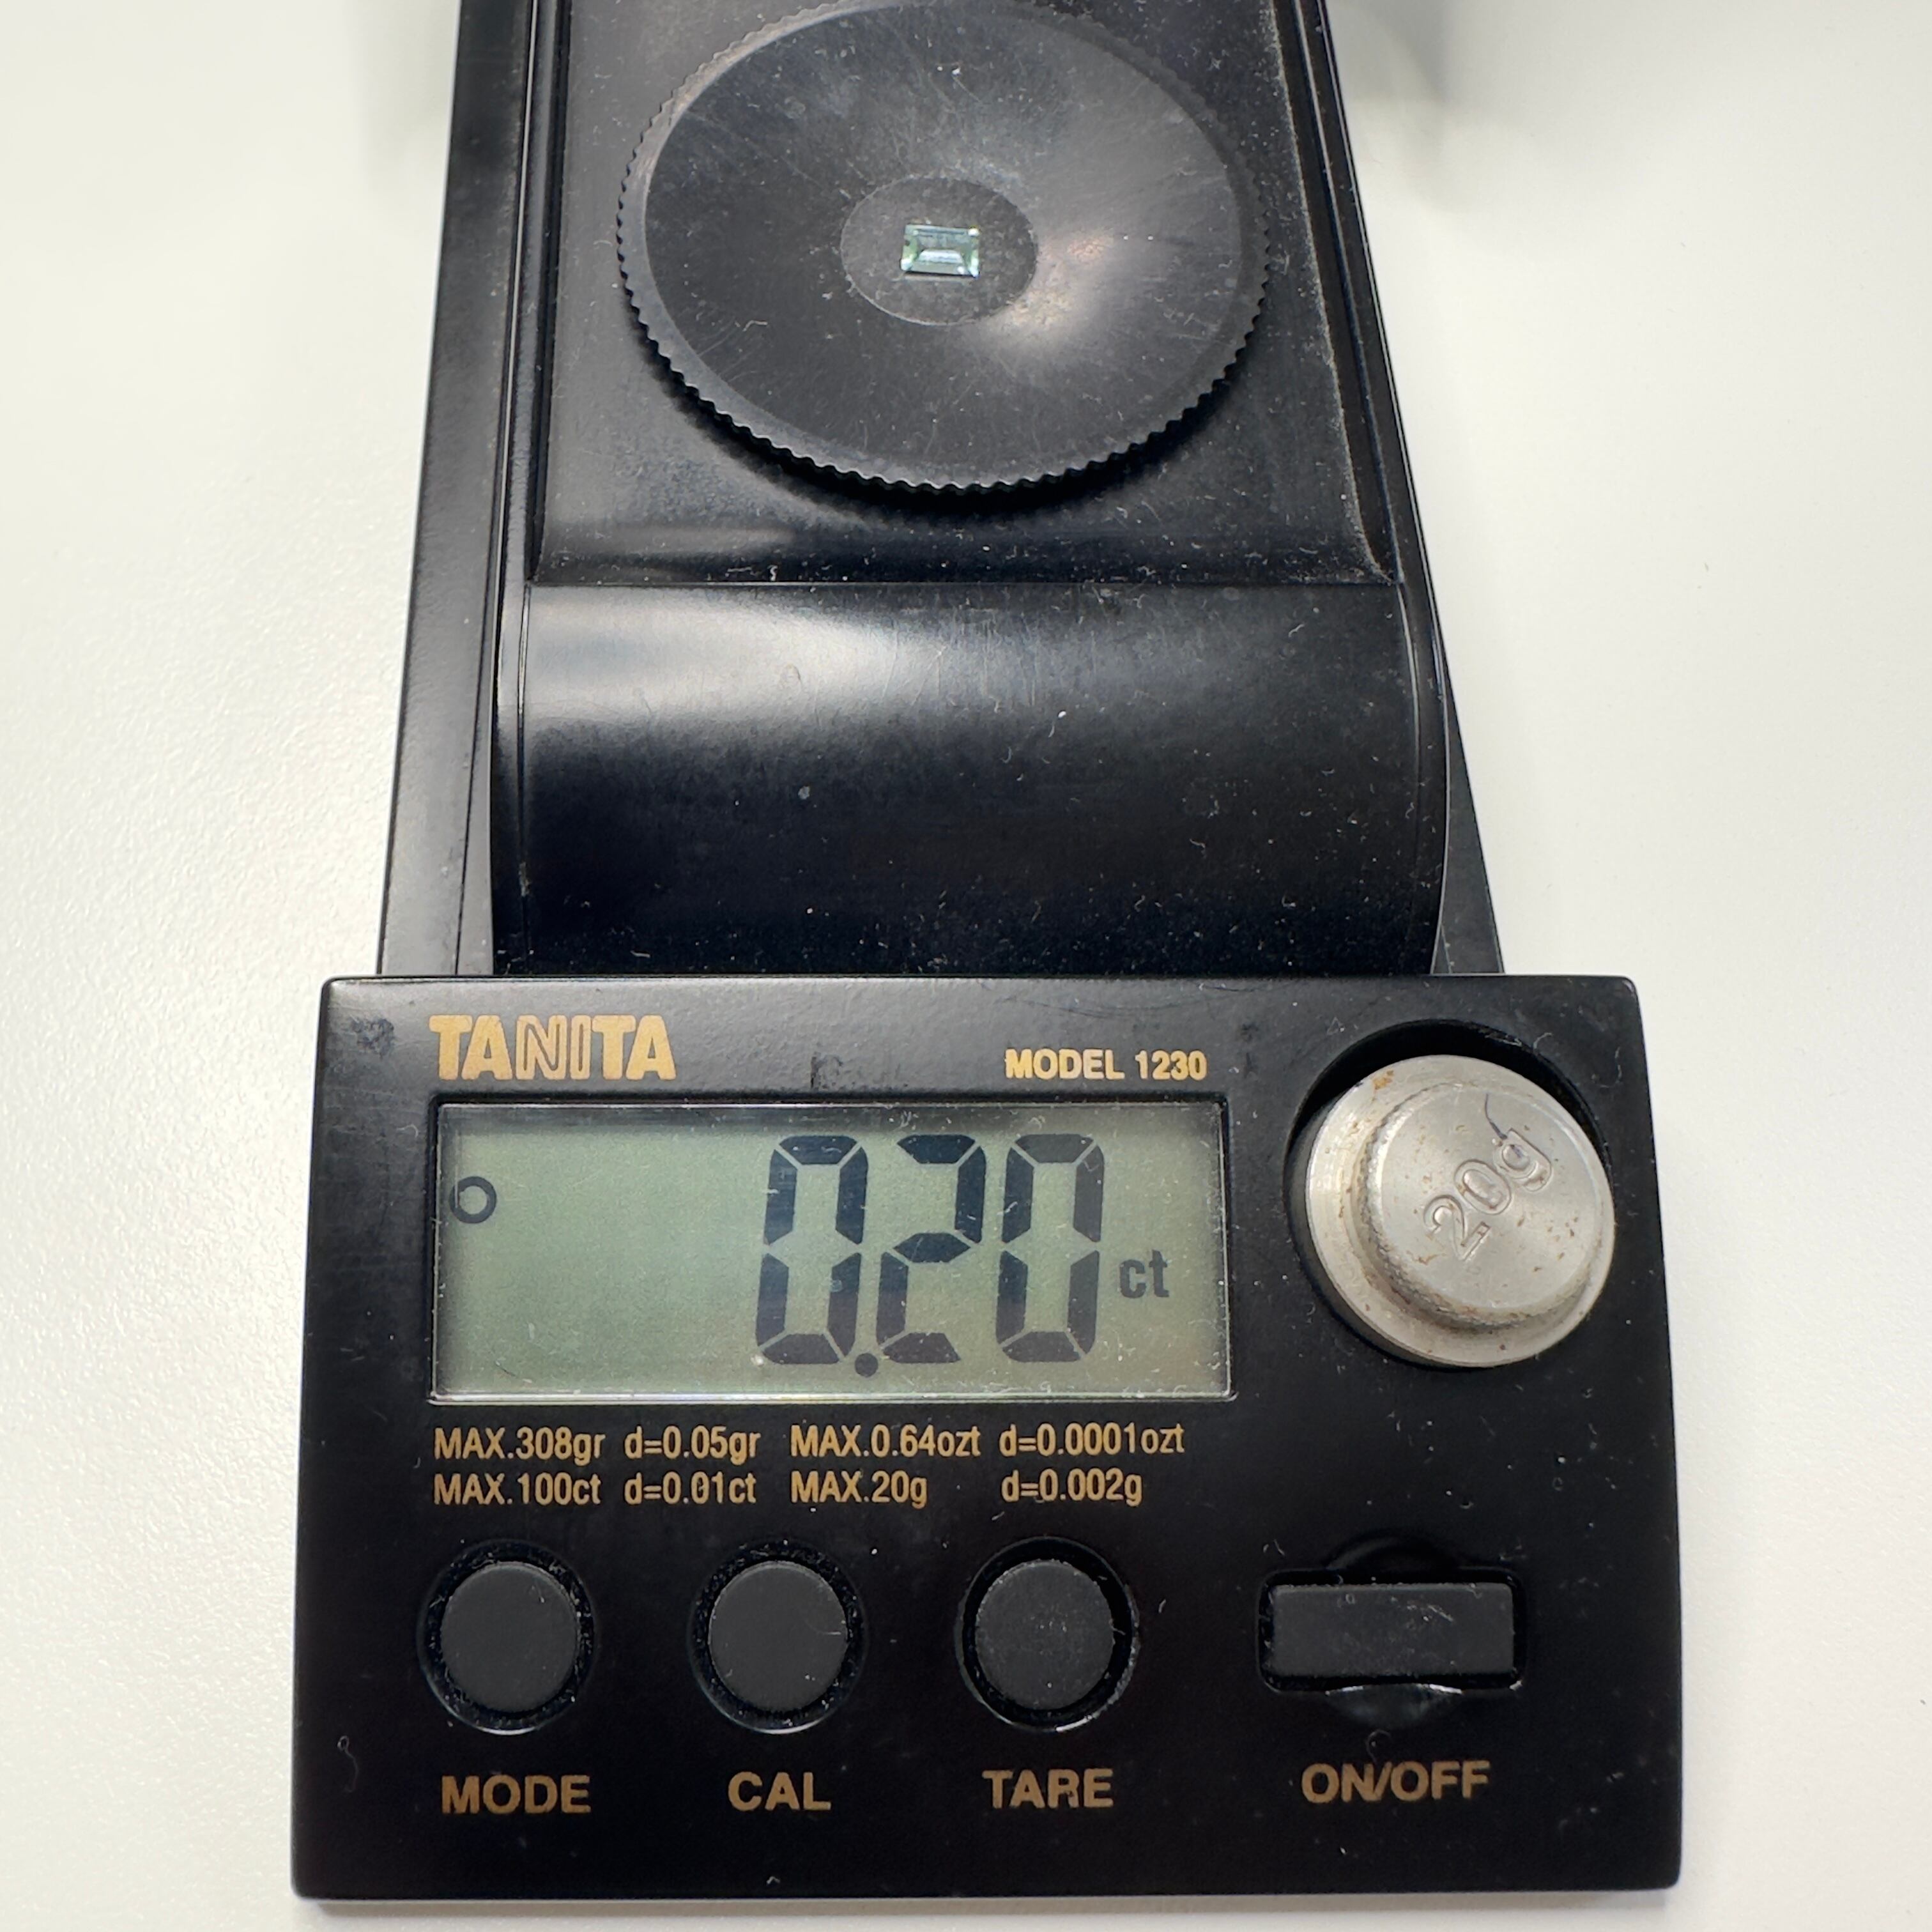 TANITA
MODEL 1230
20g
0.20 ct
MAX.308gr d=0.05gr MAX.0.64ozt d=0.0001ozt
MAX.100ct d=0.01ct MAX.20g d=0.002g
MODE CAL TARE ON/OFF